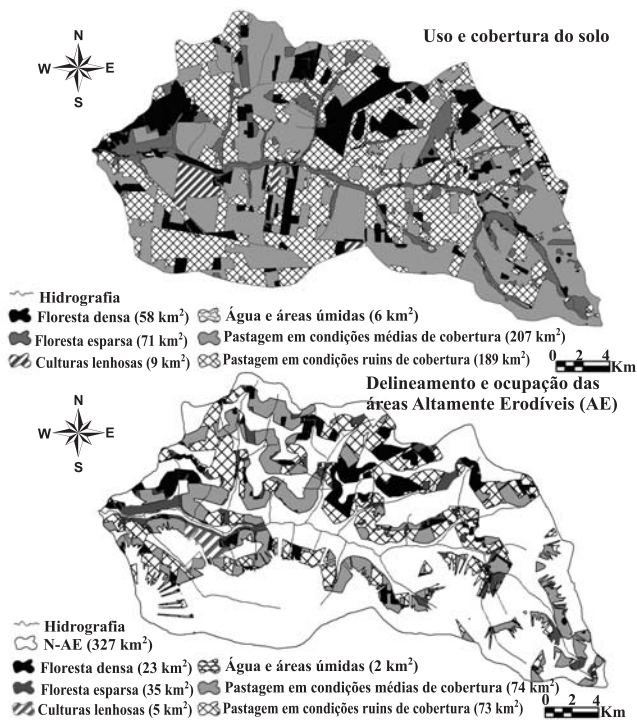 Uso e cobertura do solo
N
W E
S
Hidrografia
Floresta densa (58 km²)
Floresta esparsa (71 km²)
Culturas lenhosas (9 km²)
Água e áreas úmidas (6 km²)
Pastagem em condições médias de cobertura (207 km²)
Pastagem em condições ruins de cobertura (189 km²)
0 2 4
Km
Delineamento e ocupação das
áreas Altamente Erodíveis (AE)
N
W E
S
Hidrografia
N-AE (327 km²)
Floresta densa (23 km²)
Floresta esparsa (35 km²)
Culturas lenhosas (5 km²)
Água e áreas úmidas (2 km²)
Pastagem em condições médias de cobertura (74 km²)
Pastagem em condições ruins de cobertura (73 km²)
0 2 4
Km